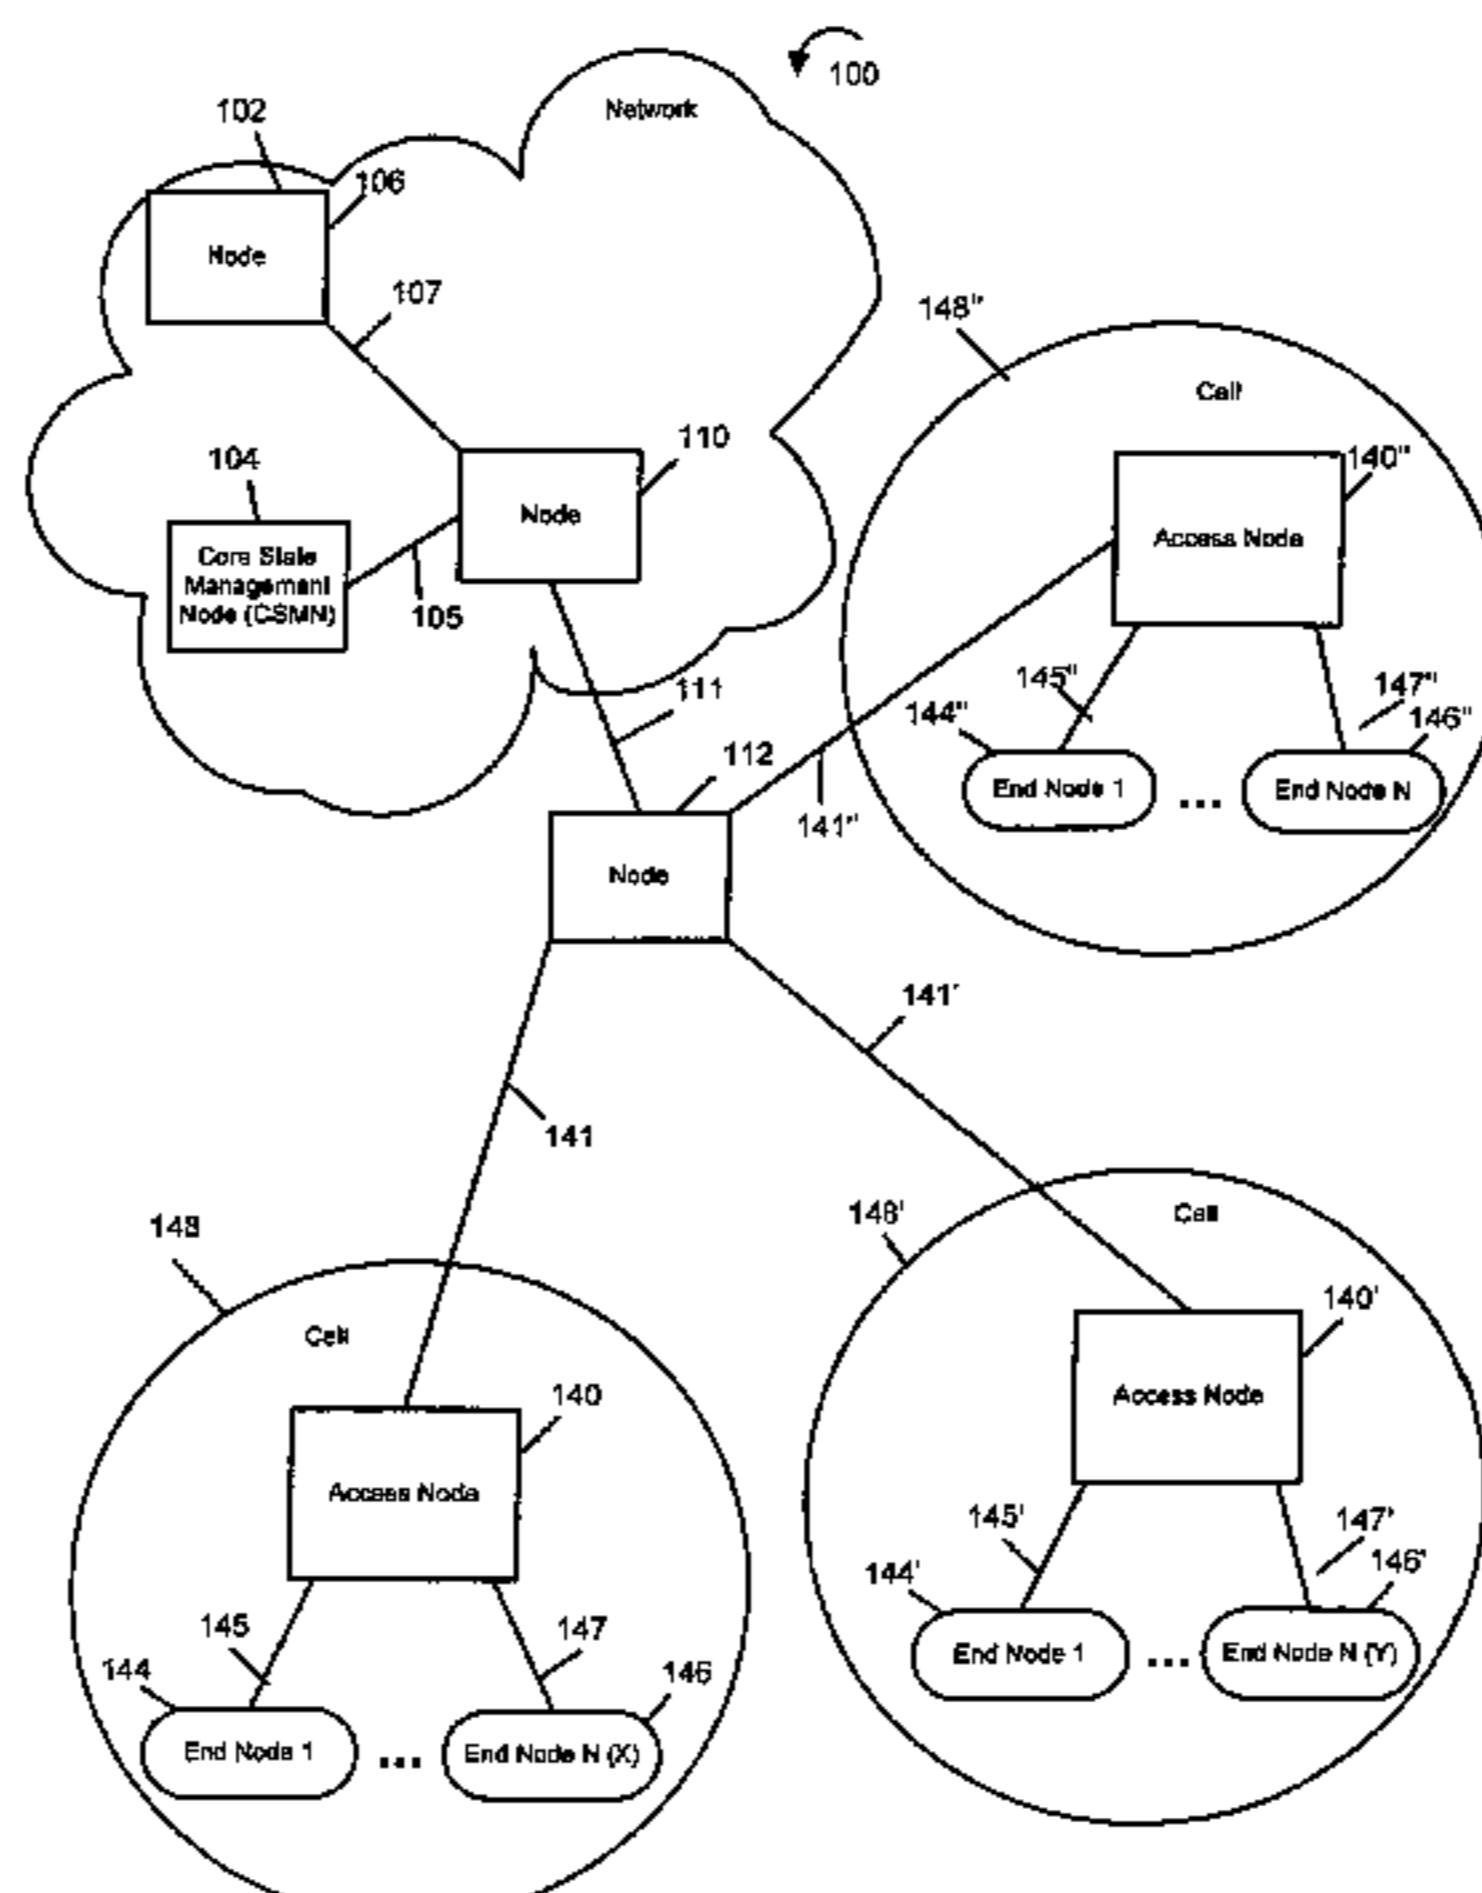 100
Network
102
106
Node
107
148"
Cell
110
140"
104
Node
Access Node
Core State
Management
Node (CSMN)
105
145"
111
147"
144"
146"
112
End Node 1
...
End Node N
141"
Node
141'
141
148
148'
Cell
Cell
140'
140
Access Node
Access Node
145'
147'
144'
146'
145
147
End Node 1
...
End Node N (Y)
144
146
End Node 1
...
End Node N (X)